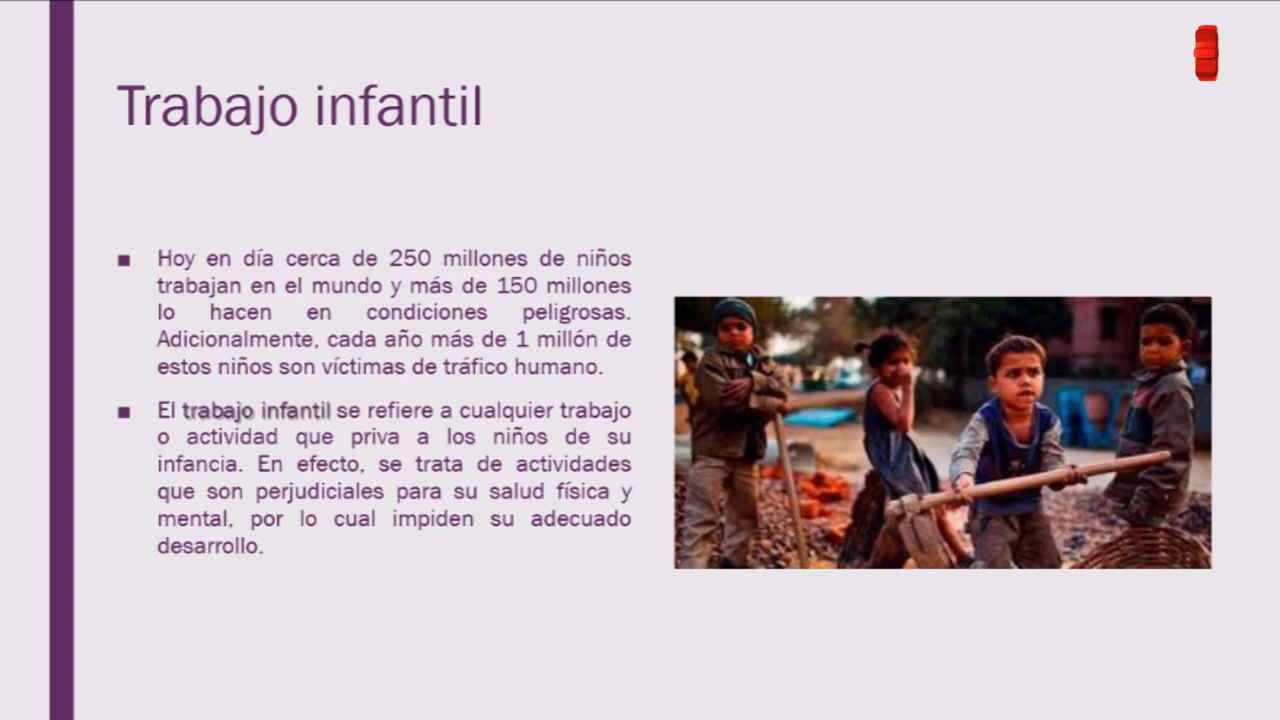 Trabajo infantil
Hoy en día cerca de 250 millones de niños
trabajan en el mundo y más de 150 millones
lo hacen en condiciones peligrosas.
Adicionalmente, cada año más de 1 millón de
estos niños son víctimas de tráfico humano.
El trabajo infantil se refiere a cualquier trabajo
o actividad que priva a los niños de su
infancia. En efecto, se trata de actividades
que son perjudiciales para su salud física y
mental, por lo cual impiden su adecuado
desarrollo.